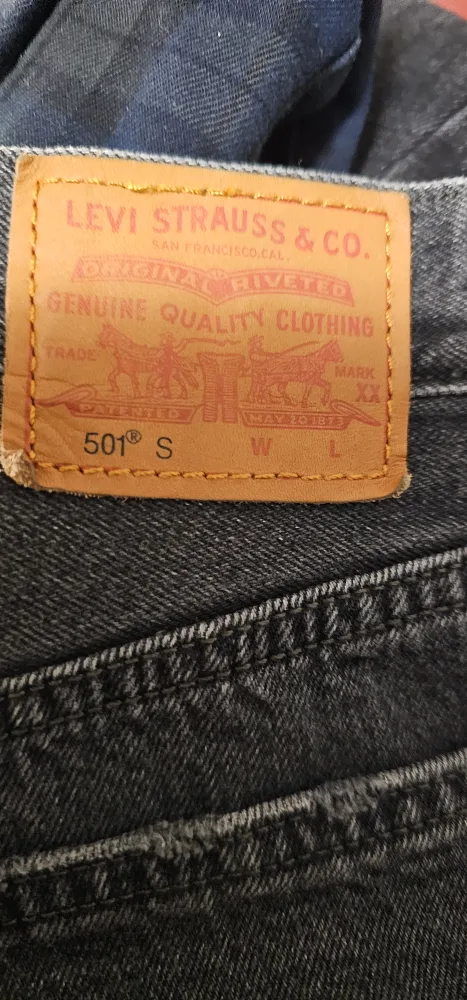 LEVI STRAUSS & CO.
SAN FRANCISCO,CAL.
ORIGINAL RIVETED
GENUINE QUALITY CLOTHING
TRADE MARK
XX
PATENTED MAY 20 1873
501® S W L